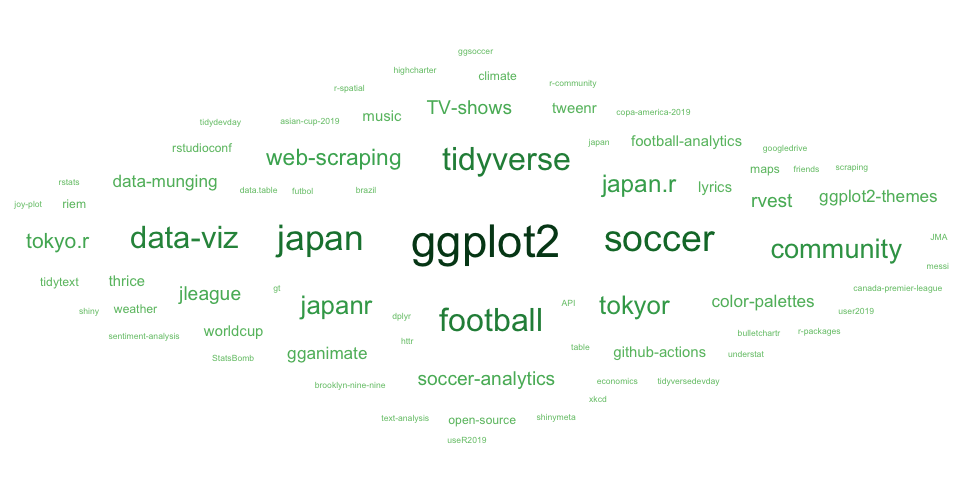 ggsoccer
highcharter
climate
r-spatial
r-community
TV-shows
tweenr
music
copa-america-2019
tidydevday
asian-cup-2019
rstudioconf
japan
football-analytics
googledrive
web-scraping
tidyverse
maps
friends
scraping
rstats
data-munging
data.table
futbol
brazil
japan.r
lyrics
joy-plot
riem
rvest
ggplot2-themes
tokyo.r
data-viz
japan
ggplot2
soccer
community
JMA
messi
tidytext
thrice
jleague
gt
canada-premier-league
shiny
weather
japanr
dplyr
API
tokyor
color-palettes
user2019
sentiment-analysis
worldcup
httr
football
bulletchartr
r-packages
StatsBomb
gganimate
table
github-actions
understat
brooklyn-nine-nine
soccer-analytics
economics
tidyversedevday
xkcd
text-analysis
open-source
shinymeta
useR2019